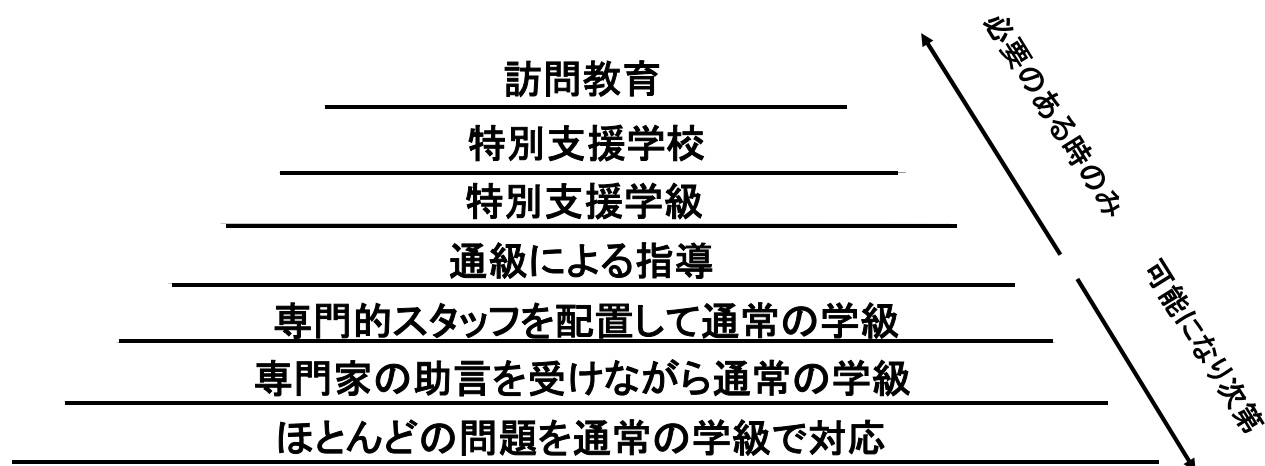 訪問教育
特別支援学校
特別支援学級
通級による指導
専門的スタッフを配置して通常の学級
専門家の助言を受けながら通常の学級
ほとんどの問題を通常の学級で対応
必要のある時のみ
可能になり次第